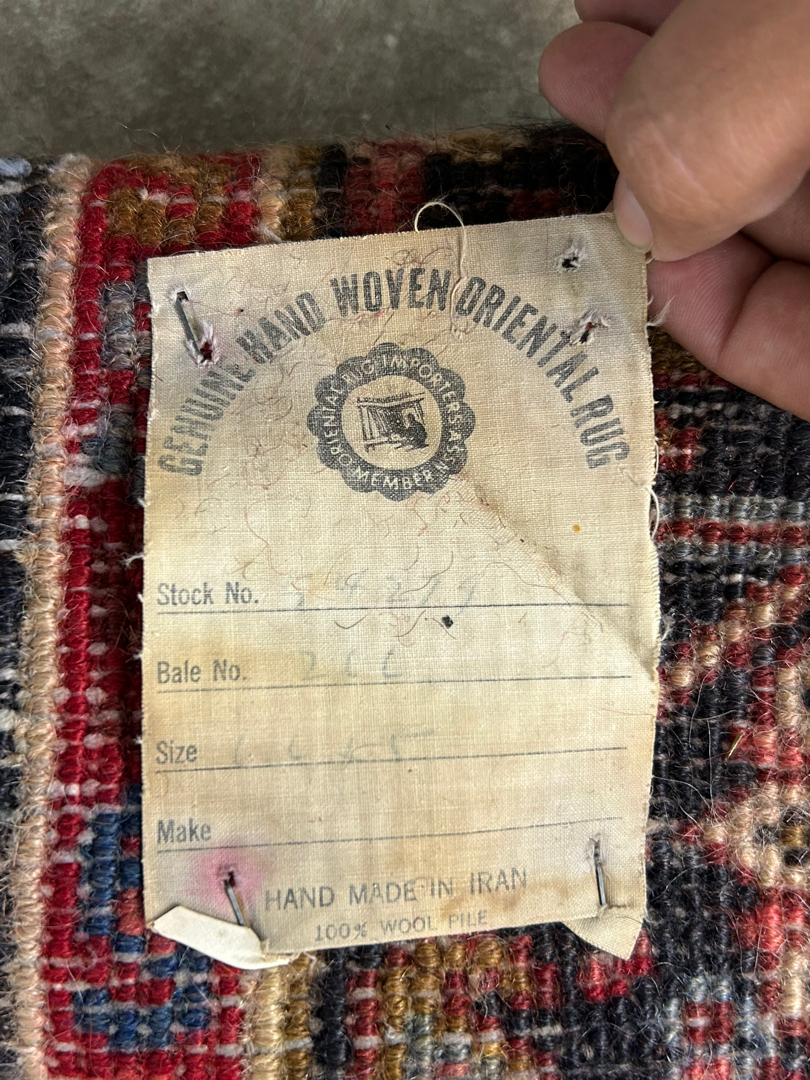 GENUINE HAND WOVEN ORIENTAL RUG
ORIENTAL RUG IMPORTERS ASSN
MEMBER
Stock No.
Bale No.
Size
Make
HAND MADE IN IRAN
100% WOOL PILE